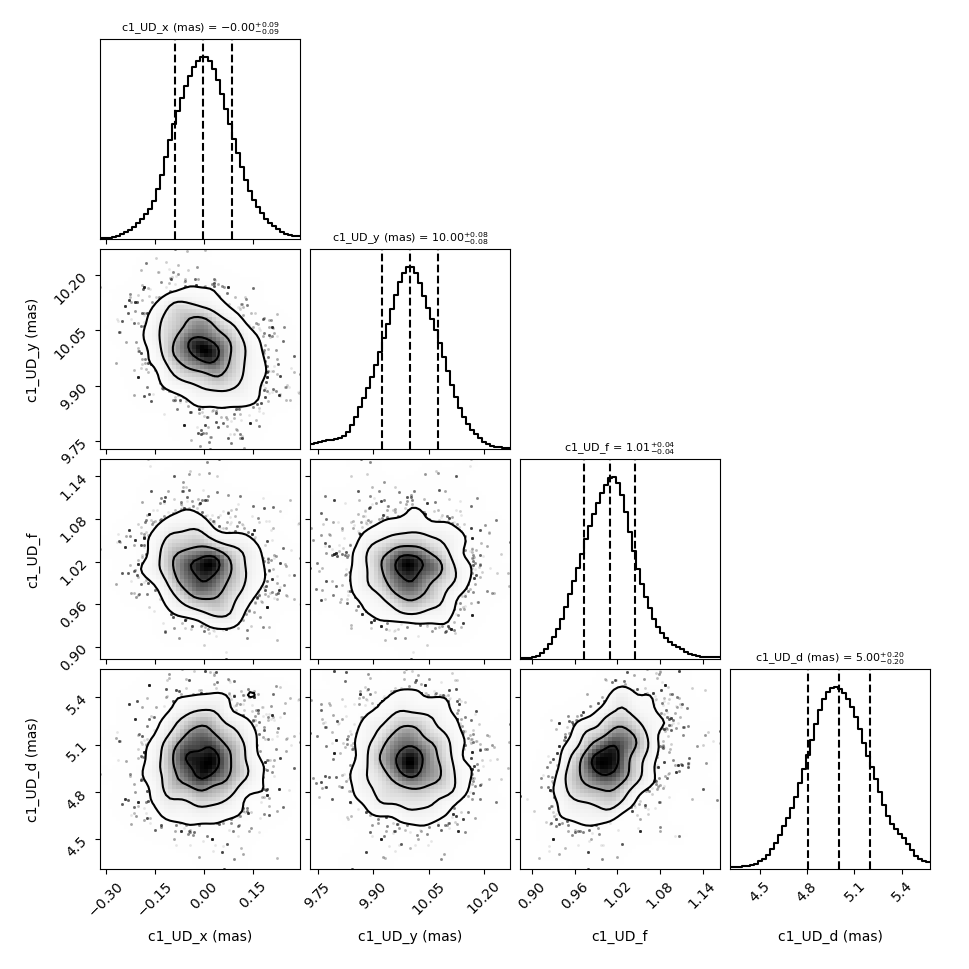 c1_UD_x (mas) = −0.00+0.09−0.09
c1_UD_y (mas) = 10.00+0.08−0.08
c1_UD_y (mas)
10.20
10.05
9.90
9.75
c1_UD_f = 1.01+0.04−0.04
c1_UD_f
1.14
1.08
1.02
0.96
0.90
c1_UD_d (mas) = 5.00+0.20−0.20
c1_UD_d (mas)
5.4
5.1
4.8
4.5
−0.30 −0.15 0.00 0.15
9.75 9.90 10.05 10.20
0.90 0.96 1.02 1.08 1.14
4.5 4.8 5.1 5.4
c1_UD_x (mas)
c1_UD_y (mas)
c1_UD_f
c1_UD_d (mas)